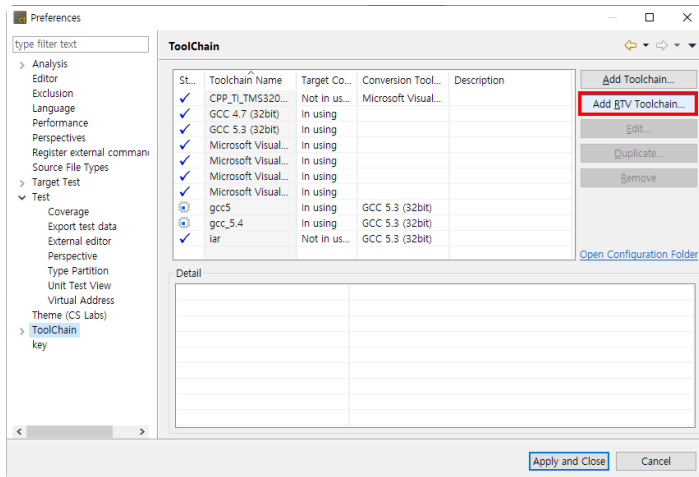 Preferences
type filter text
Analysis
Editor
Exclusion
Language
Performance
Perspectives
Register external comman
Source File Types
Target Test
Test
Coverage
Export test data
External editor
Perspective
Type Partition
Unit Test View
Virtual Address
Theme (CS Labs)
ToolChain
key
ToolChain
St... Toolchain Name Target Co... Conversion Tool... Description
CPP_TI_TMS320... Not in us... Microsoft Visual...
GCC 4.7 (32bit) In using
GCC 5.3 (32bit) In using
Microsoft Visual... In using
Microsoft Visual... In using
Microsoft Visual... In using
Microsoft Visual... In using
gcc5 In using GCC 5.3 (32bit)
gcc_5.4 In using GCC 5.3 (32bit)
iar Not in us... GCC 5.3 (32bit)
Add Toolchain...
Add RTV Toolchain...
Edit...
Duplicate...
Remove
Open Configuration Folder
Detail
Apply and Close
Cancel